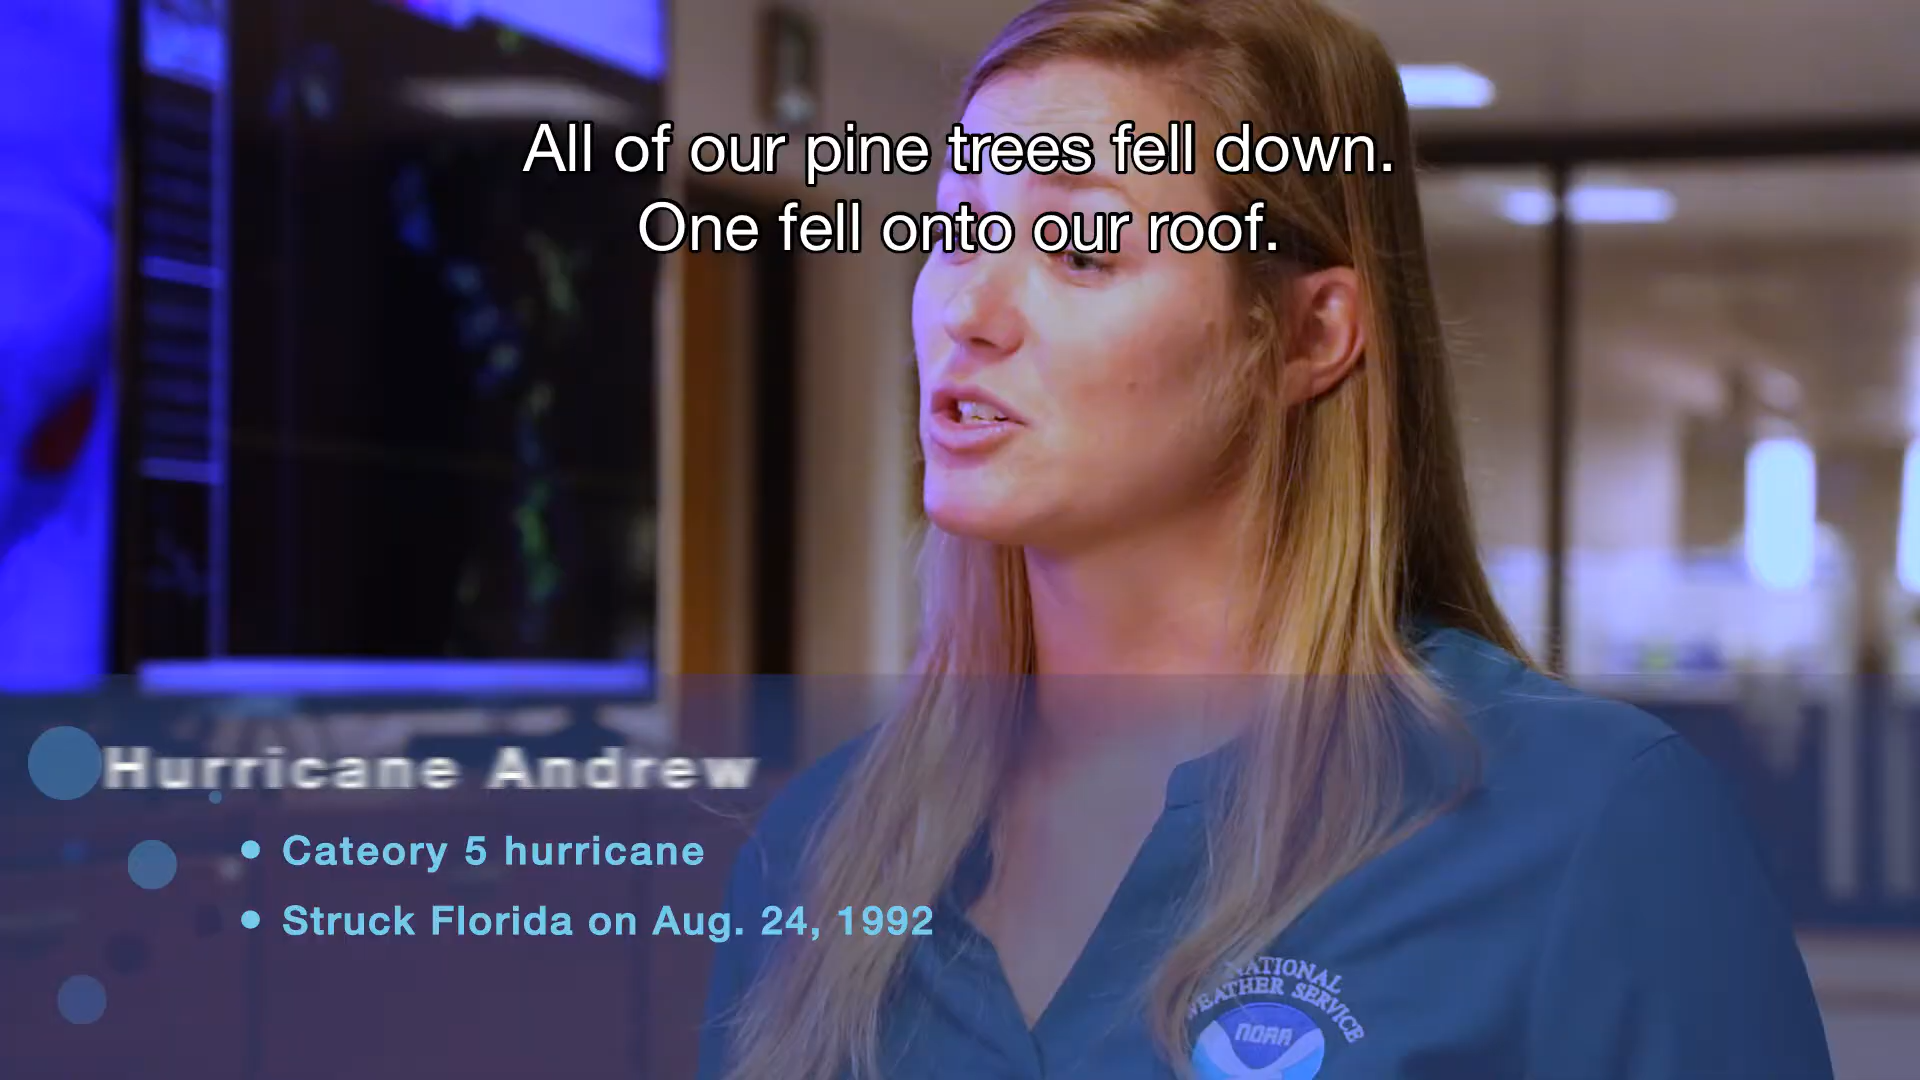 All of our pine trees fell down.
One fell onto our roof.
Hurricane Andrew
• Cateory 5 hurricane
• Struck Florida on Aug. 24, 1992
NATIONAL
WEATHER SERVICE
NOAA